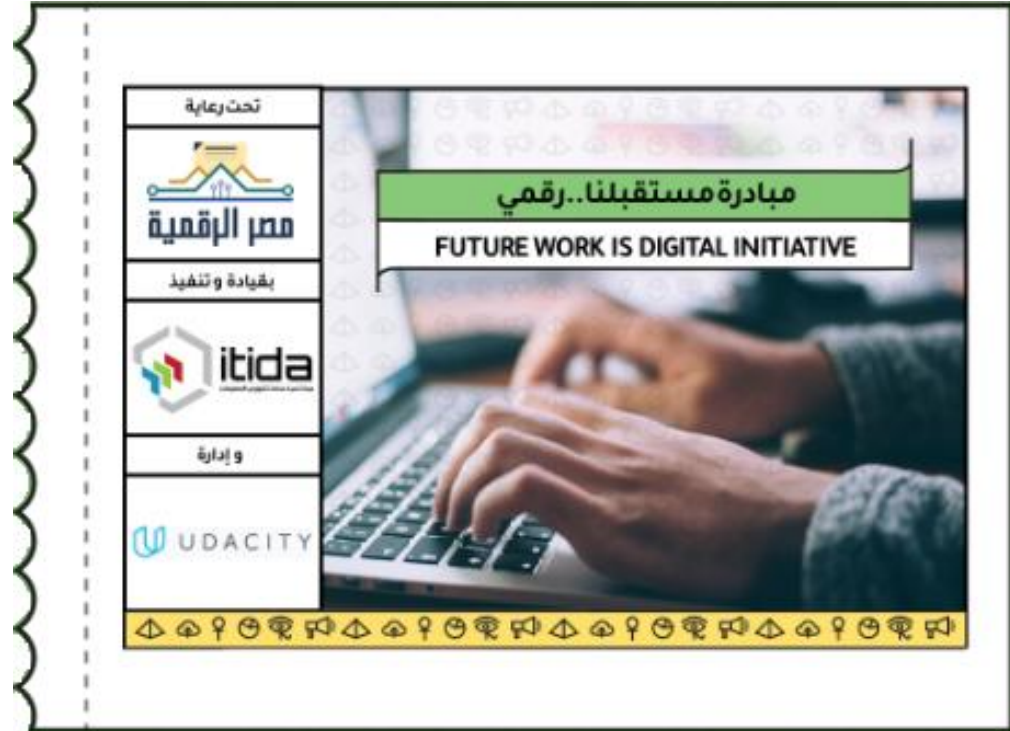 تحت رعاية
مصر الرقمية
مبادرة مستقبلنا..رقمي
FUTURE WORK IS DIGITAL INITIATIVE
بقيادة و تنفيذ
itida
و إدارة
UDACITY